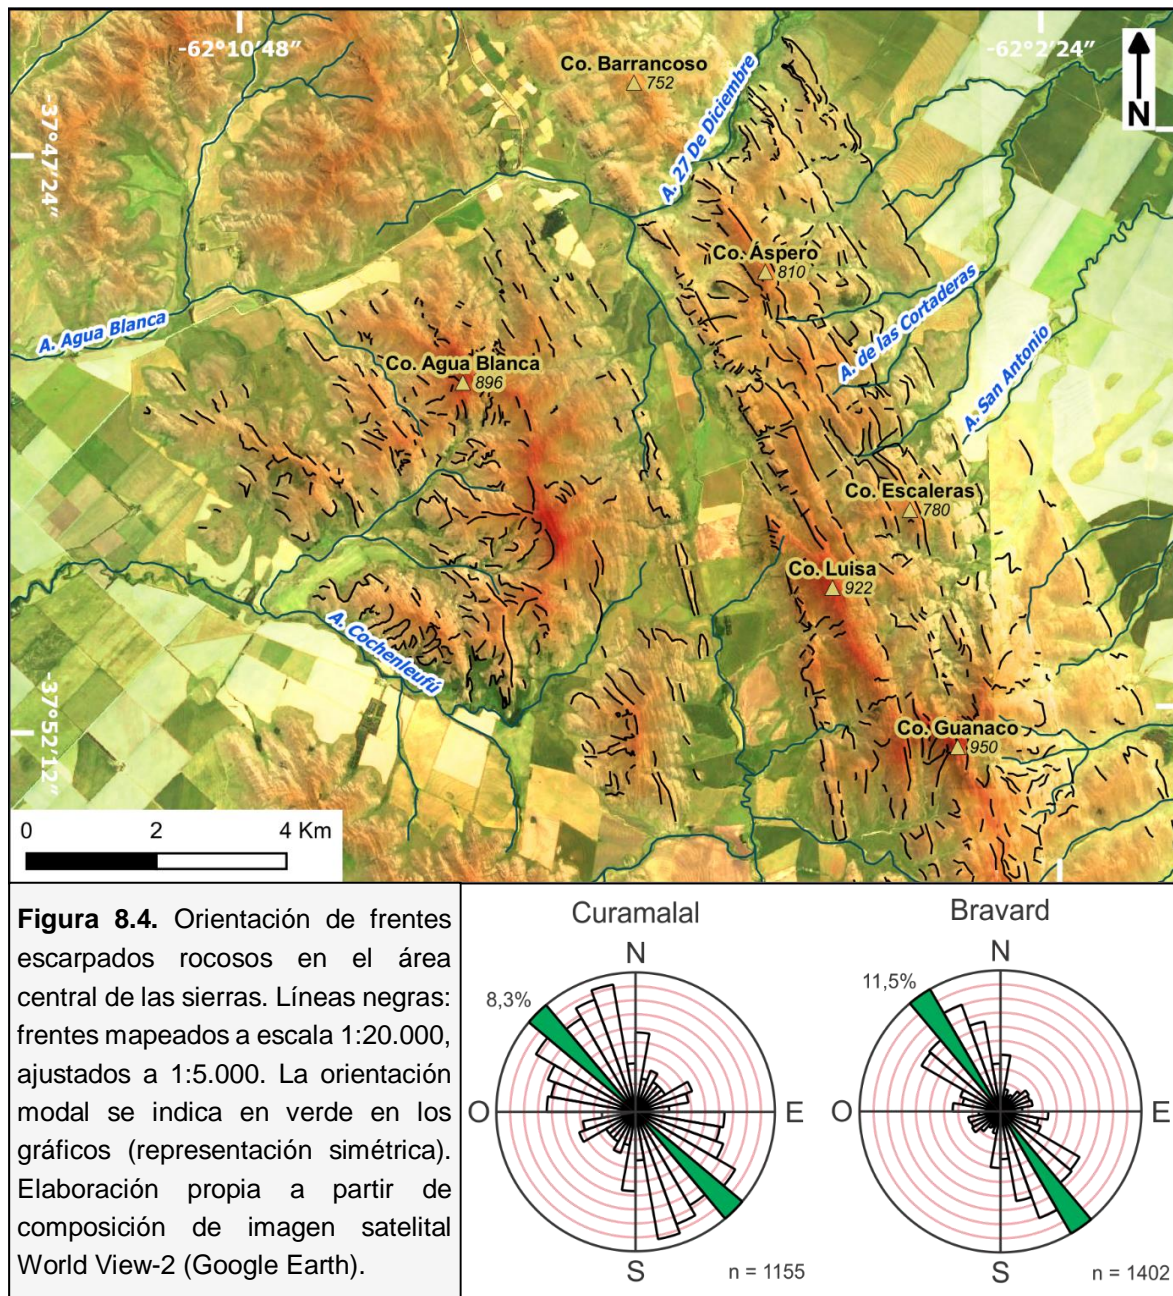 -62°10'48"
-62°2'24"
Co. Barrancoso
752
N
A. 27 De Diciembre
-37°47'24"
Co. Áspero
810
A. de las Cortaderas
A. Agua Blanca
Co. Agua Blanca
896
A. San Antonio
Co. Escaleras
780
Co. Luisa
922
A. Cochenleufú
-37°52'12"
Co. Guanaco
950
0 2 4 Km
Figura 8.4. Orientación de frentes
escarpados rocosos en el área
central de las sierras. Líneas negras:
frentes mapeados a escala 1:20.000,
ajustados a 1:5.000. La orientación
modal se indica en verde en los
gráficos (representación simétrica).
Elaboración propia a partir de
composición de imagen satelital
World View-2 (Google Earth).
Curamalal
N
8,3%
O
E
S
n = 1155
Bravard
N
11,5%
O
E
S
n = 1402